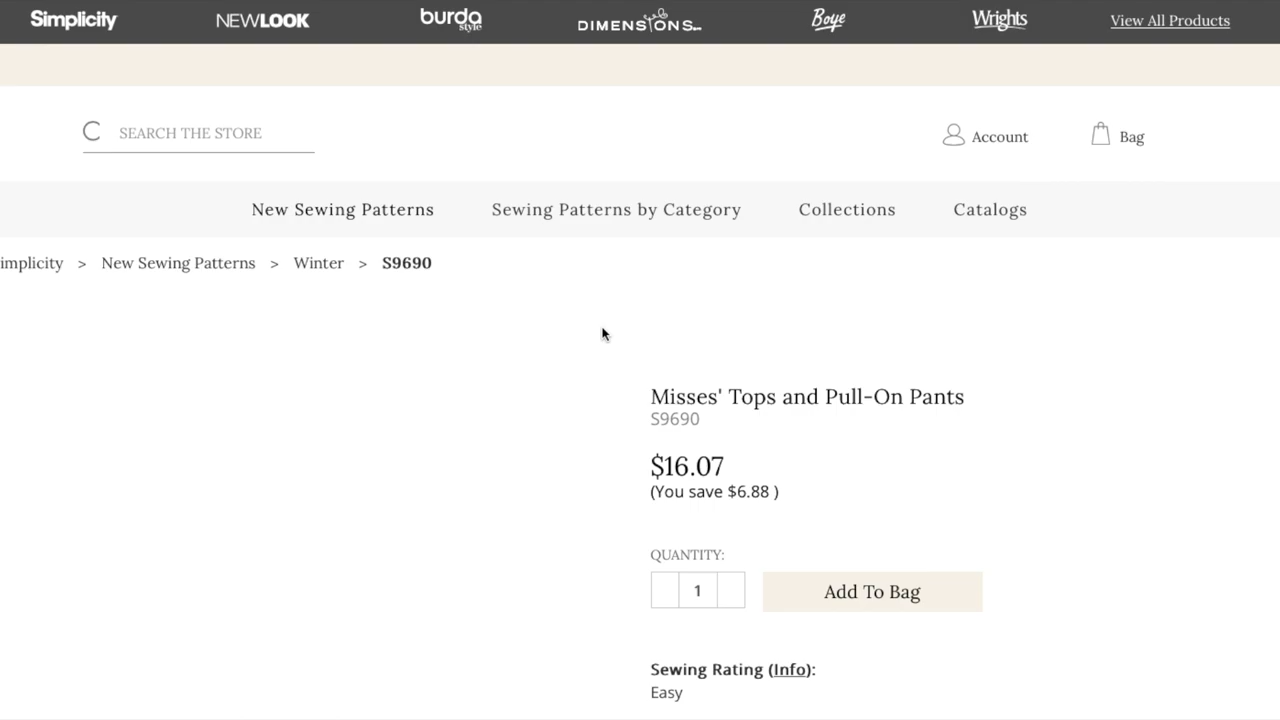 Simplicity NEWLOOK burda style DIMENSIONS Boye Wrights View All Products
SEARCH THE STORE
Account Bag
New Sewing Patterns Sewing Patterns by Category Collections Catalogs
implicity > New Sewing Patterns > Winter > S9690
Misses' Tops and Pull-On Pants
S9690
$16.07
(You save $6.88 )
QUANTITY:
1 Add To Bag
Sewing Rating (Info):
Easy